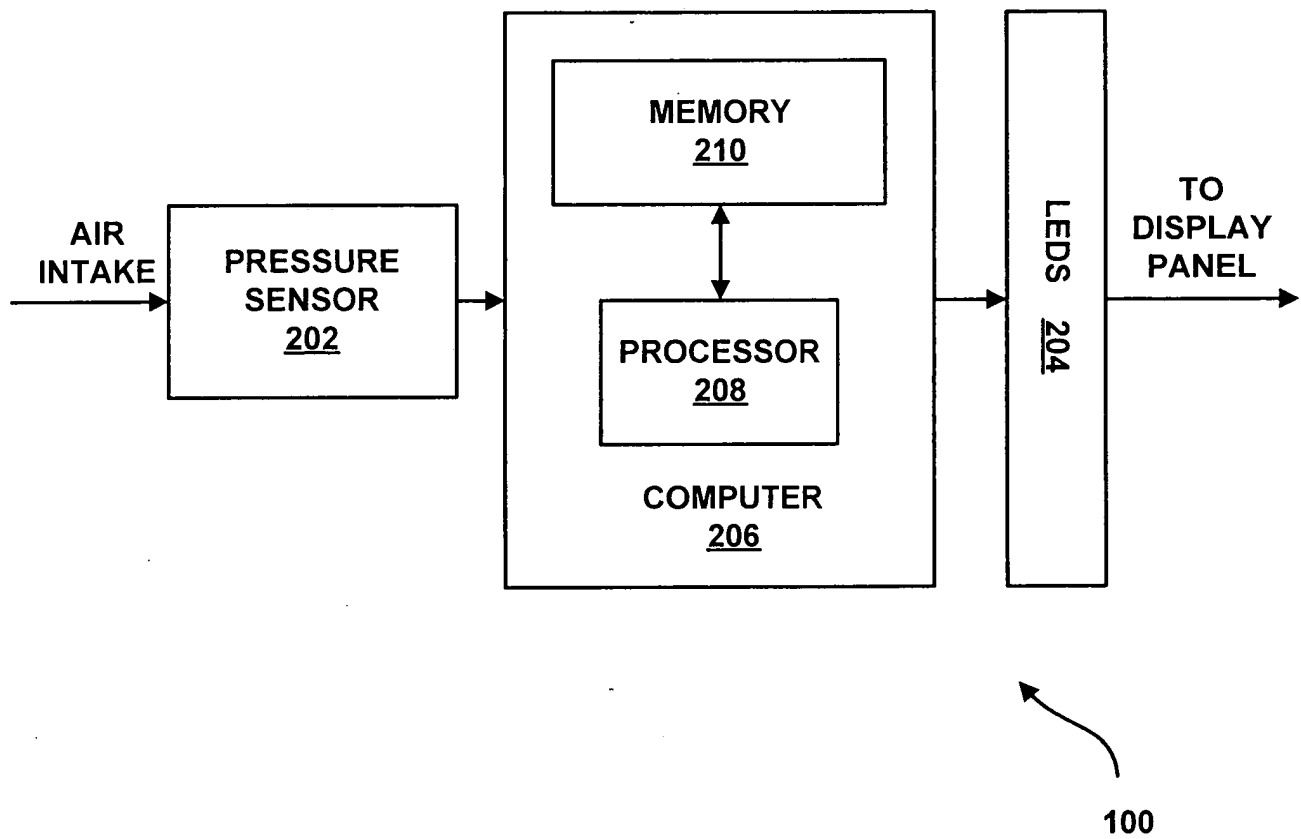 AIR
INTAKE
PRESSURE
SENSOR
202
MEMORY
210
PROCESSOR
208
COMPUTER
206
LEDS 204
TO
DISPLAY
PANEL
100